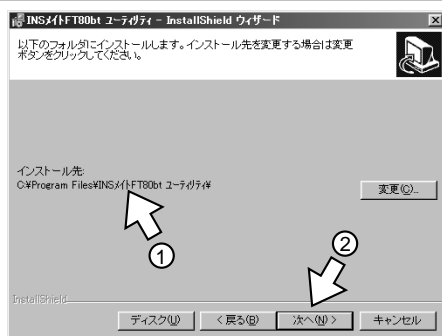 INSﾒｲﾄFT80bt ﾕｰﾃｨﾘﾃｨ - InstallShield ウィザード
以下のフォルダにインストールします。インストール先を変更する場合は変更
ボタンをクリックしてください。
インストール先:
C:¥Program Files¥INSﾒｲﾄFT80bt ﾕｰﾃｨﾘﾃｨ¥
変更(C)...
①
②
InstallShield
ディスク(U)
< 戻る(B)
次へ(N) >
キャンセル